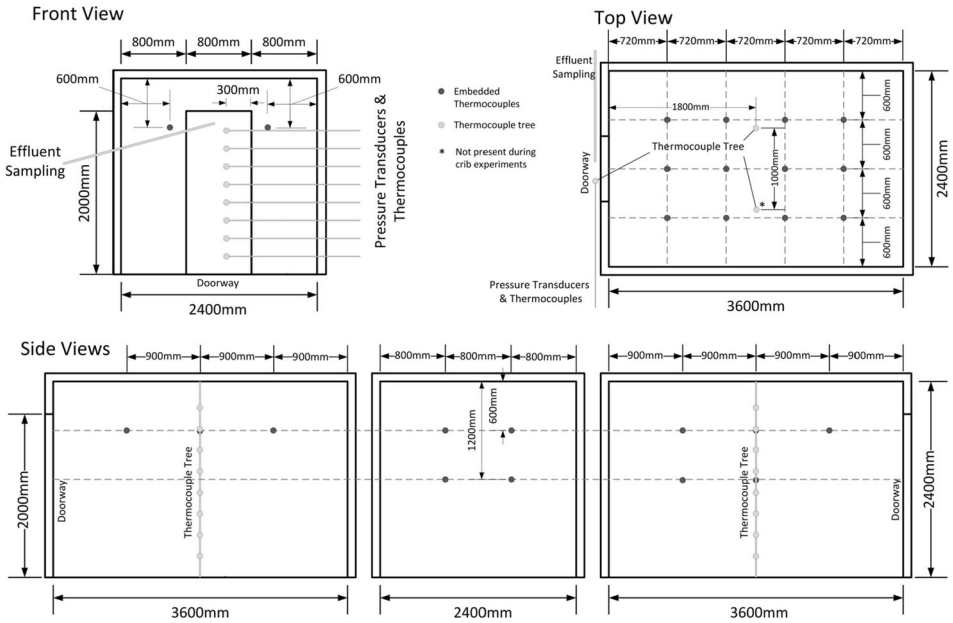 Front View
800mm
800mm
800mm
600mm
300mm
600mm
Effluent
Sampling
2000mm
Pressure Transducers &
Thermocouples
Doorway
2400mm
Embedded
Thermocouples
Thermocouple tree
* Not present during
crib experiments
Top View
720mm
720mm
720mm
720mm
720mm
Effluent
Sampling
1800mm
600mm
600mm
600mm
600mm
Thermocouple Tree
1000mm
*
Doorway
2400mm
Pressure Transducers
& Thermocouples
3600mm
Side Views
900mm
900mm
900mm
2000mm
Doorway
Thermocouple Tree
3600mm
800mm
800mm
800mm
600mm
1200mm
2400mm
900mm
900mm
900mm
900mm
Thermocouple Tree
Doorway
2400mm
3600mm